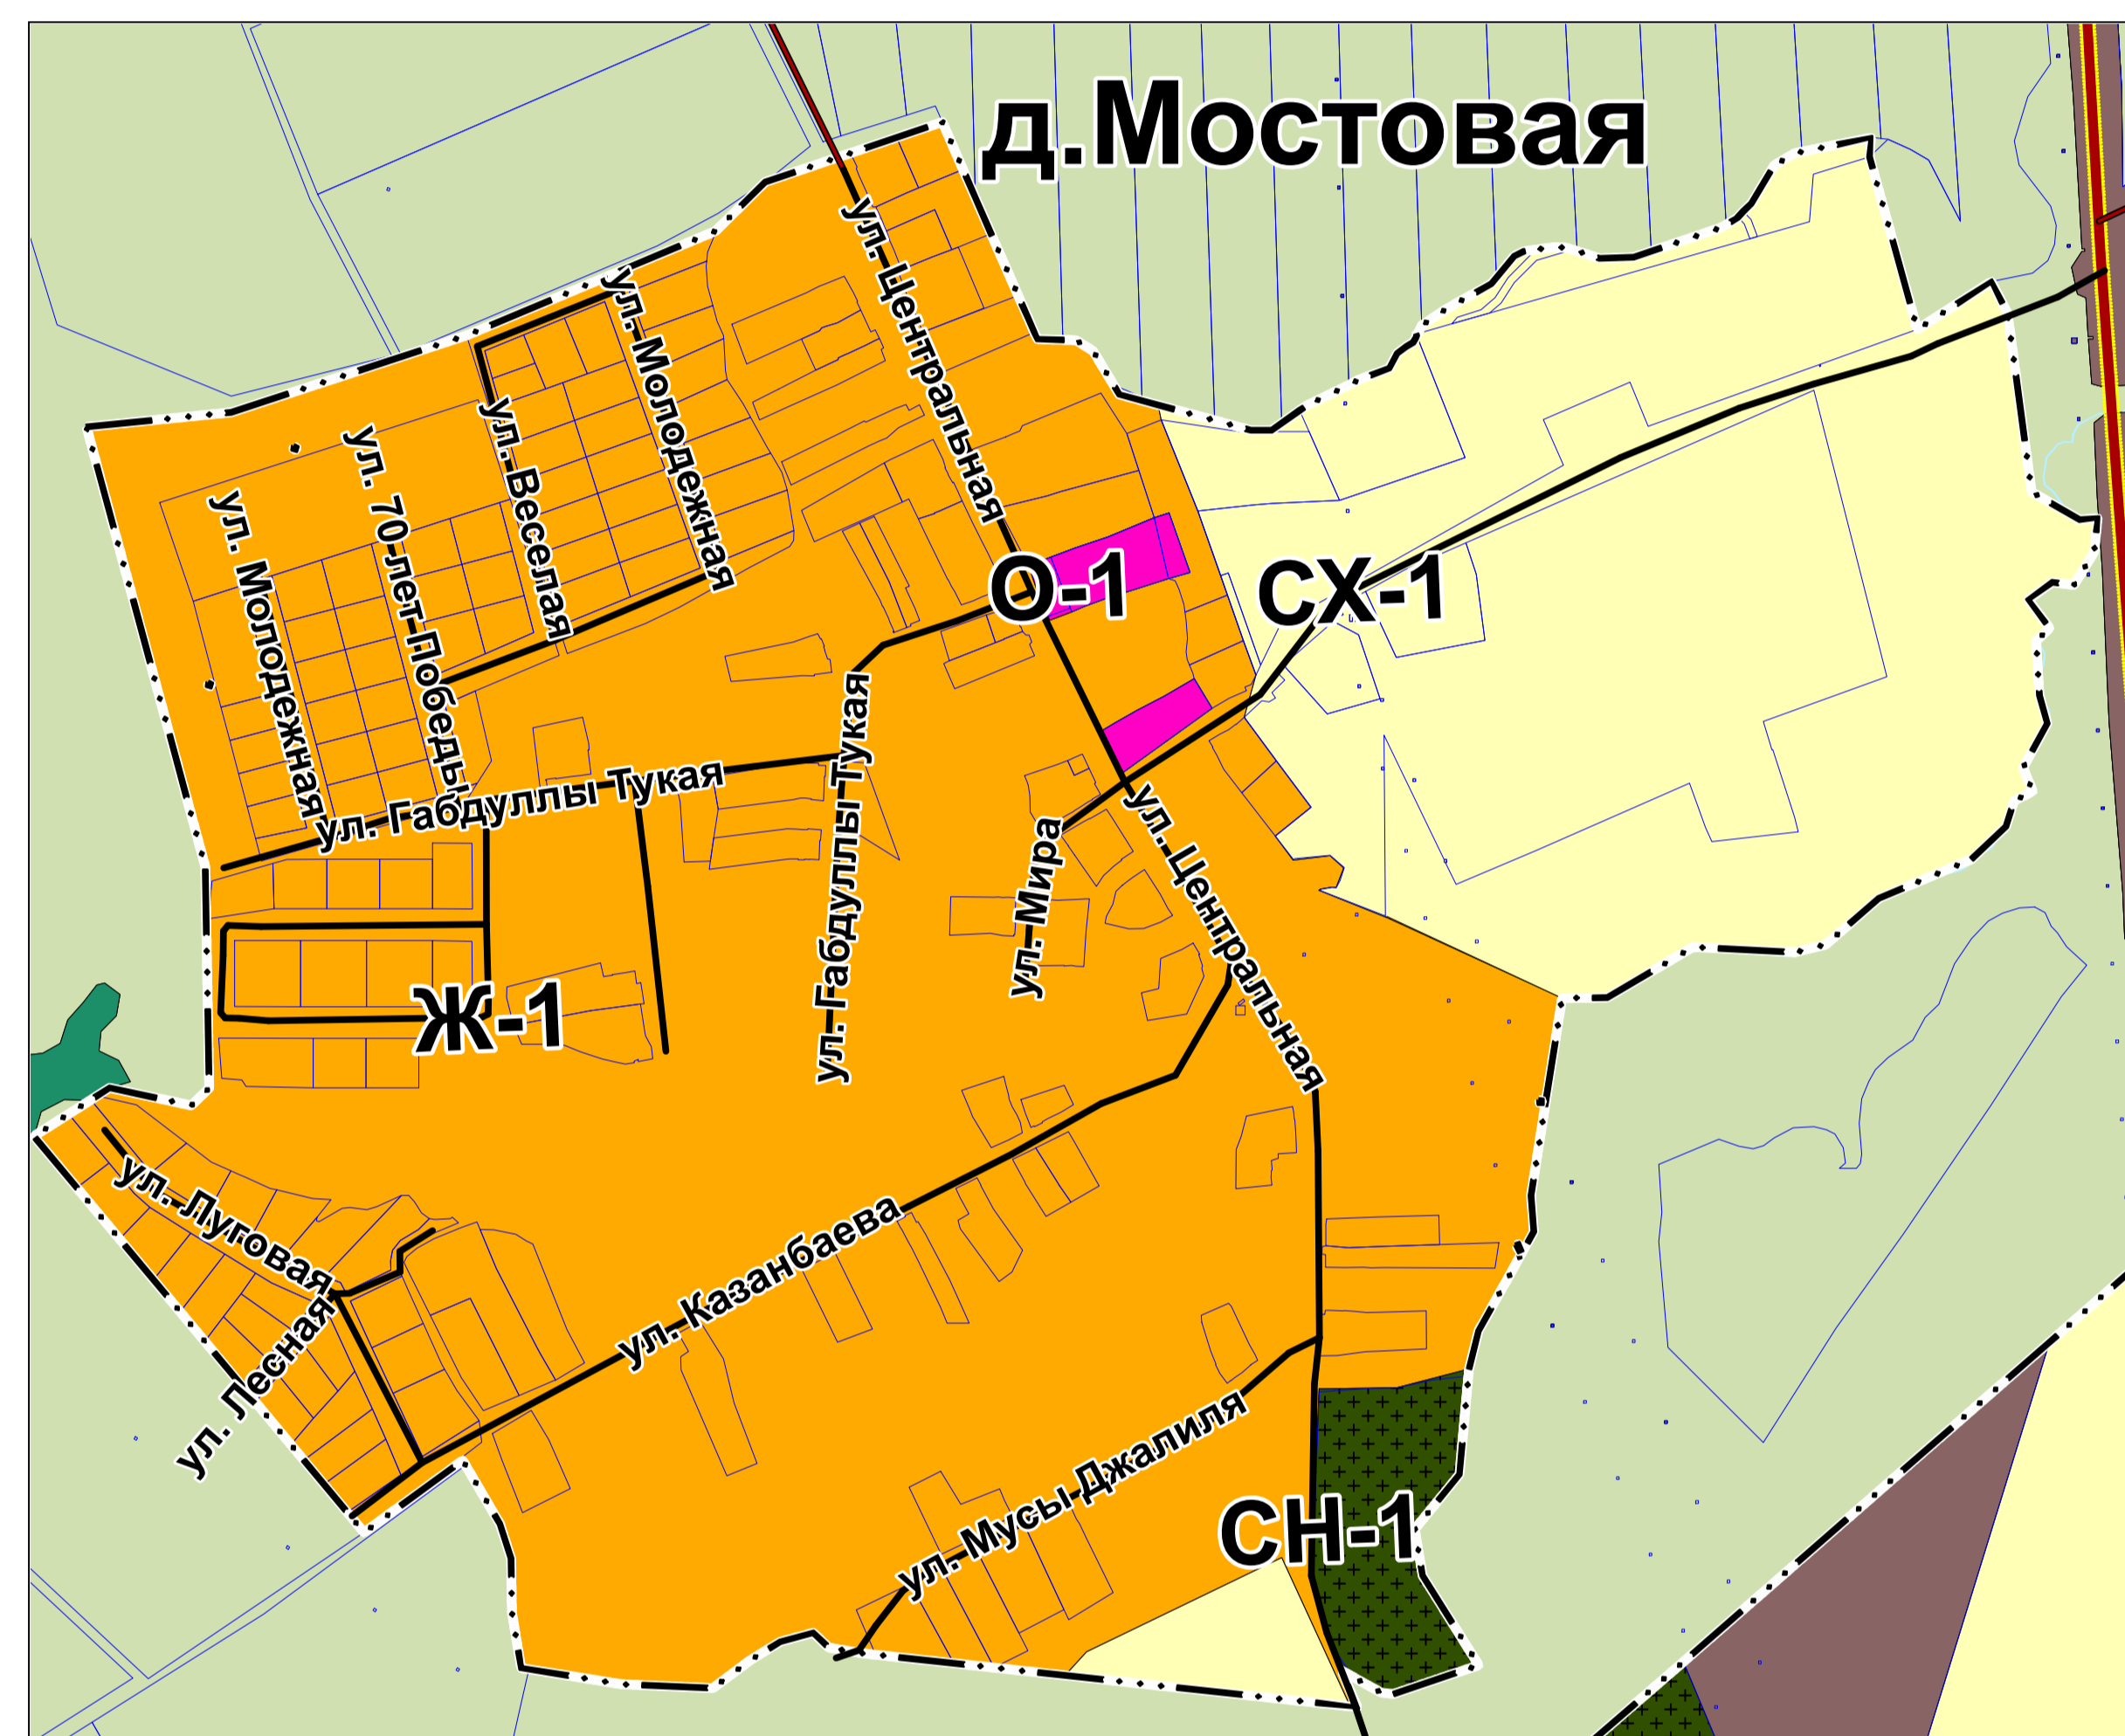 д.Мостовая
ул. Центральная
ул. Молодежная
ул. Веселая
ул. 70 лет Победы
ул. Молодежная
О-1
СХ-1
ул. Габдуллы Тукая
ул. Габдуллы Тукая
ул. Мира
ул. Центральная
Ж-1
ул. Луговая
ул. Лесная
ул. Казанбаева
ул. Мусы Джалиля
СН-1